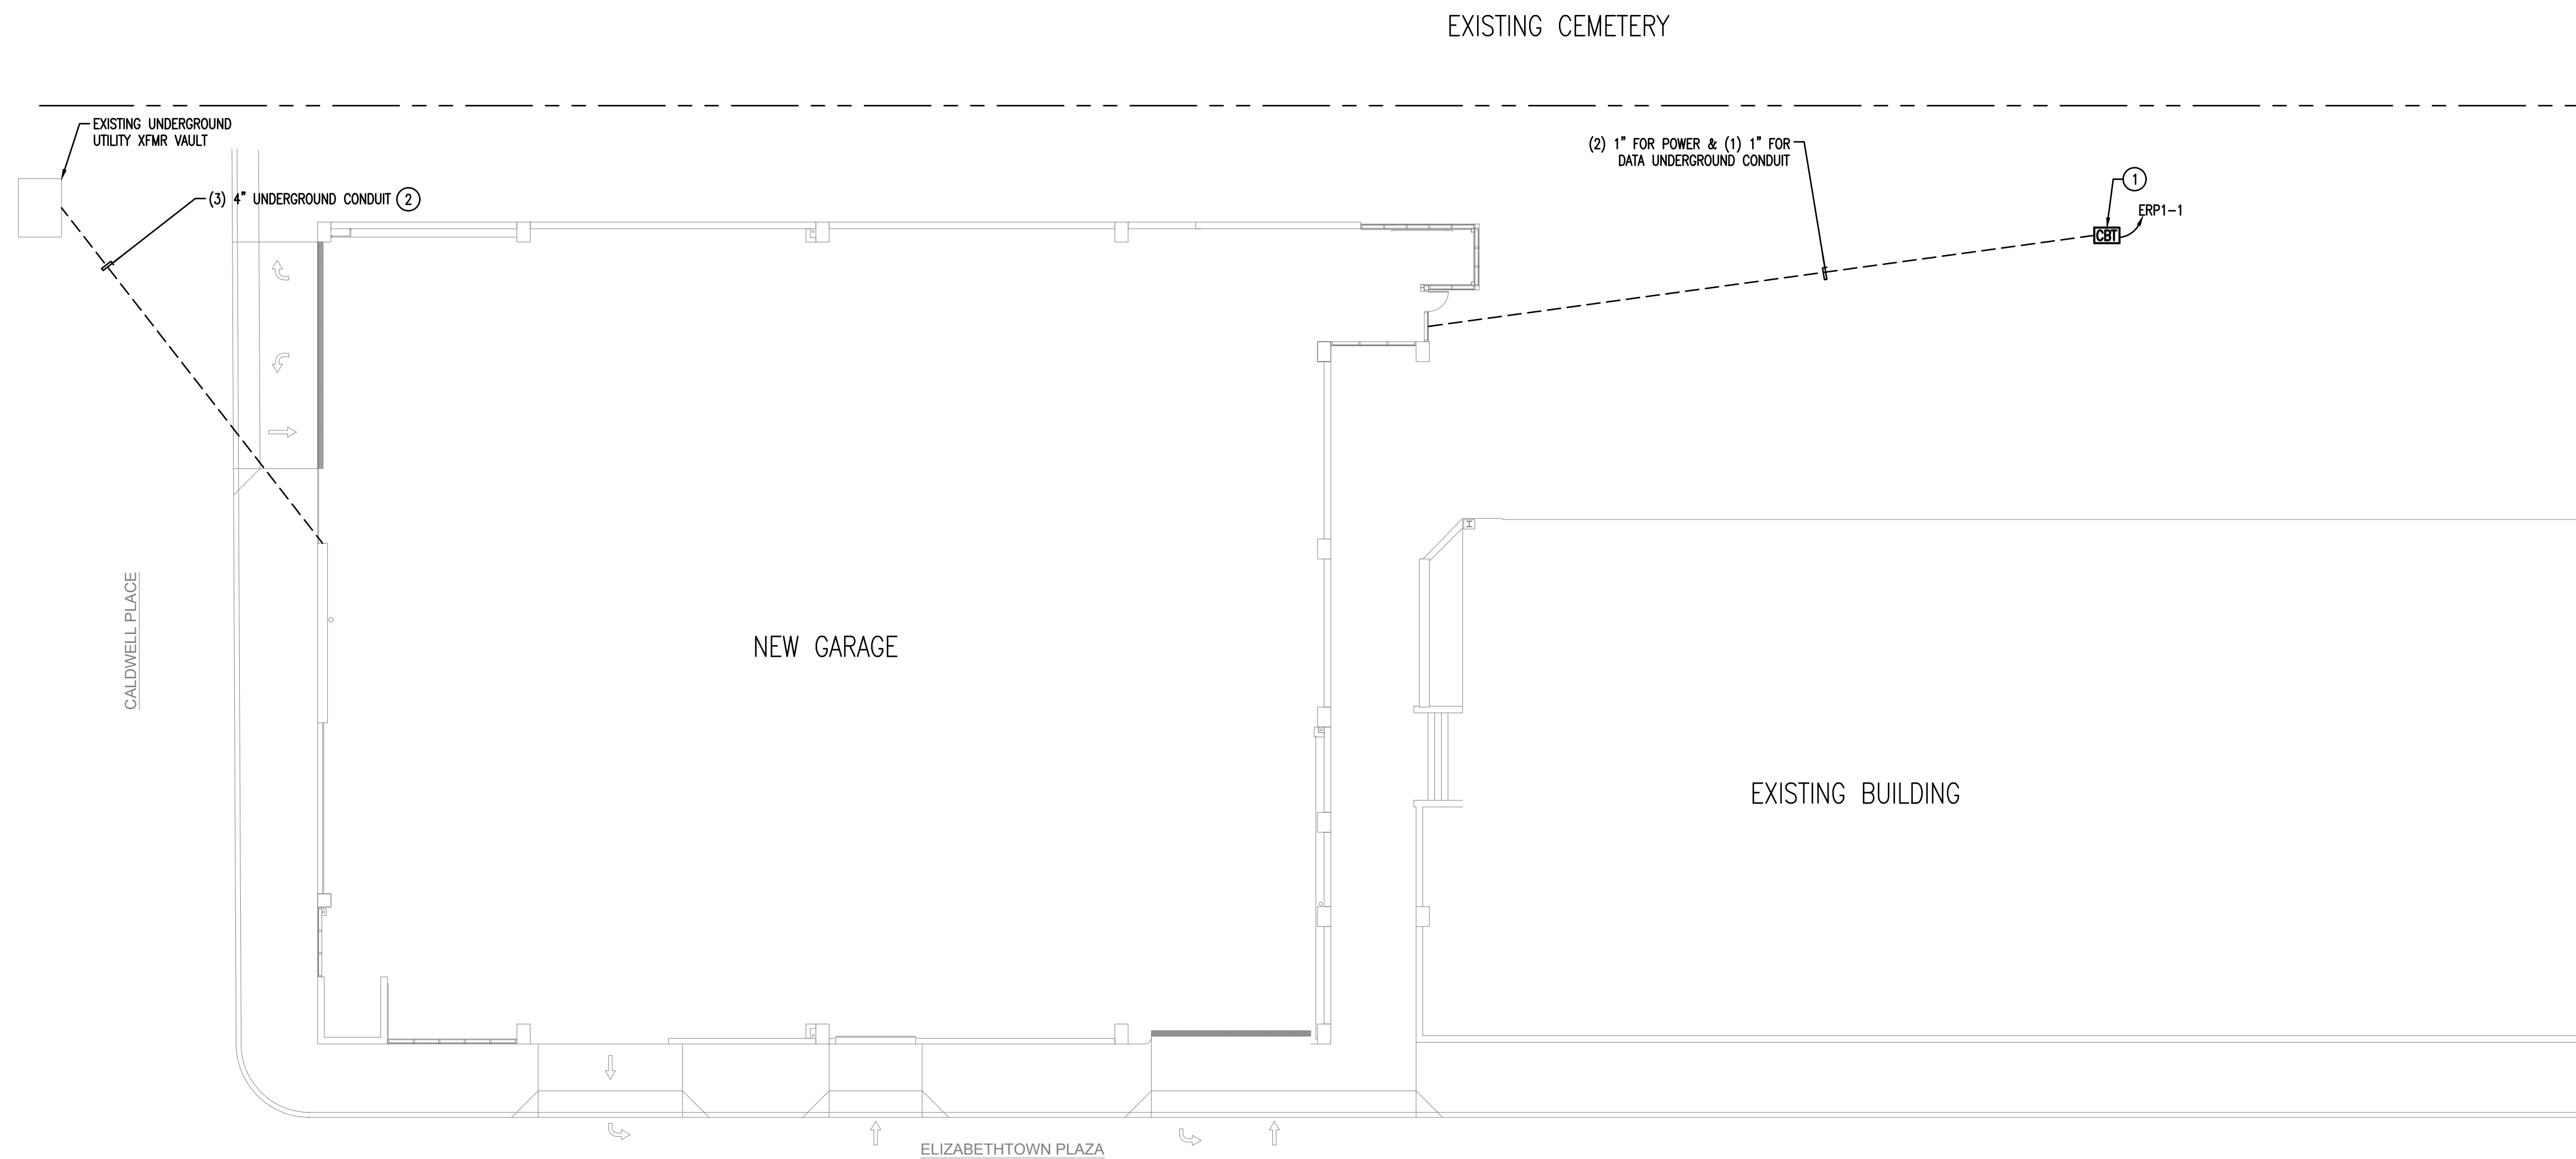 EXISTING CEMETERY
EXISTING UNDERGROUND
UTILITY XFMR VAULT
(3) 4" UNDERGROUND CONDUIT 2
(2) 1" FOR POWER & (1) 1" FOR
DATA UNDERGROUND CONDUIT
1
ERP1-1
CBT
CALDWELL PLACE
NEW GARAGE
EXISTING BUILDING
ELIZABETHTOWN PLAZA